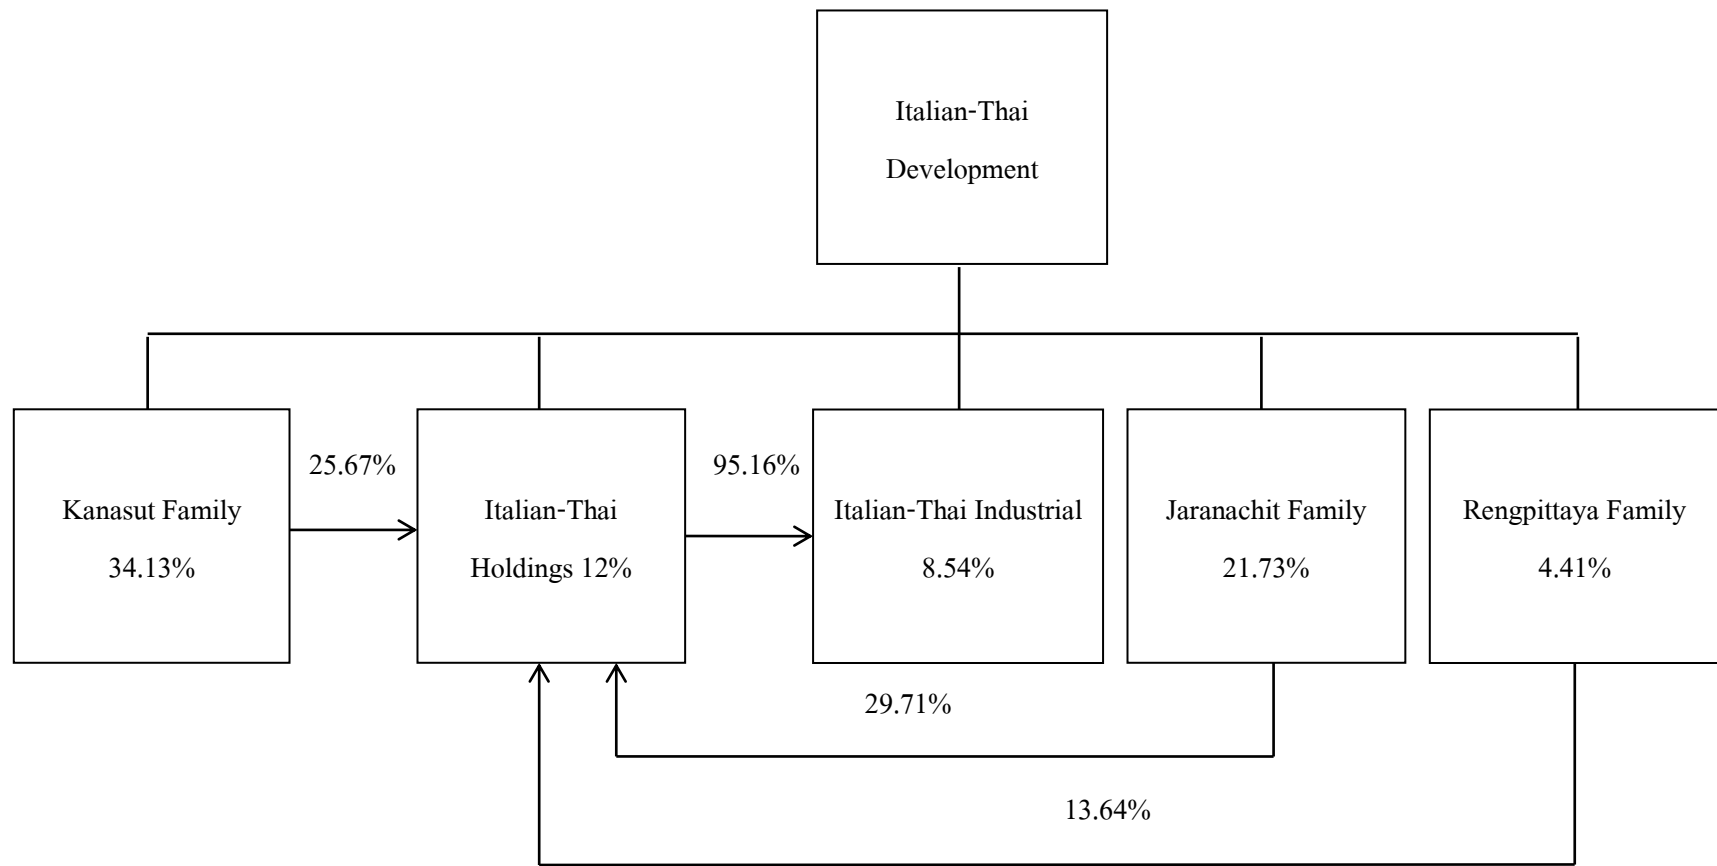 Italian-Thai
Development
25.67%
95.16%
Kanasut Family
34.13%
Italian-Thai
Holdings 12%
Italian-Thai Industrial
8.54%
Jaranachit Family
21.73%
Rengpittaya Family
4.41%
29.71%
13.64%